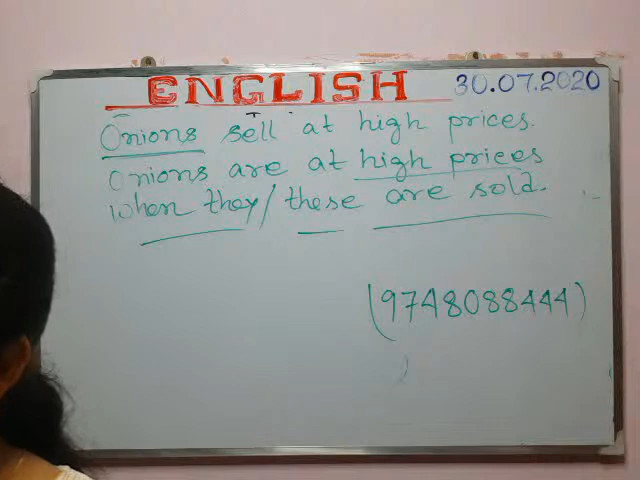 ENGLISH 30.07.2020
Onions sell at high prices.
Onions are at high prices
when they/these are sold.
(9748088444)